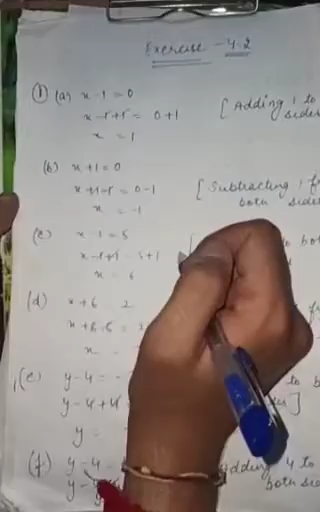 Exercise - 4.2
① (a) x-1=0
x-1+1= 0+1 [Adding 1 to
sides
x = 1
(b) x+1=0
x+1-1= 0-1 [Subtracting 1
x = -1 both sides
(c) x-1=5
x-1+1= 5+1
x = 6
(d) x+6= 2
x+6-6=
x =
(e) y-4= -
y-4+4
y =
(f) y-4
y- adding 4 to
both